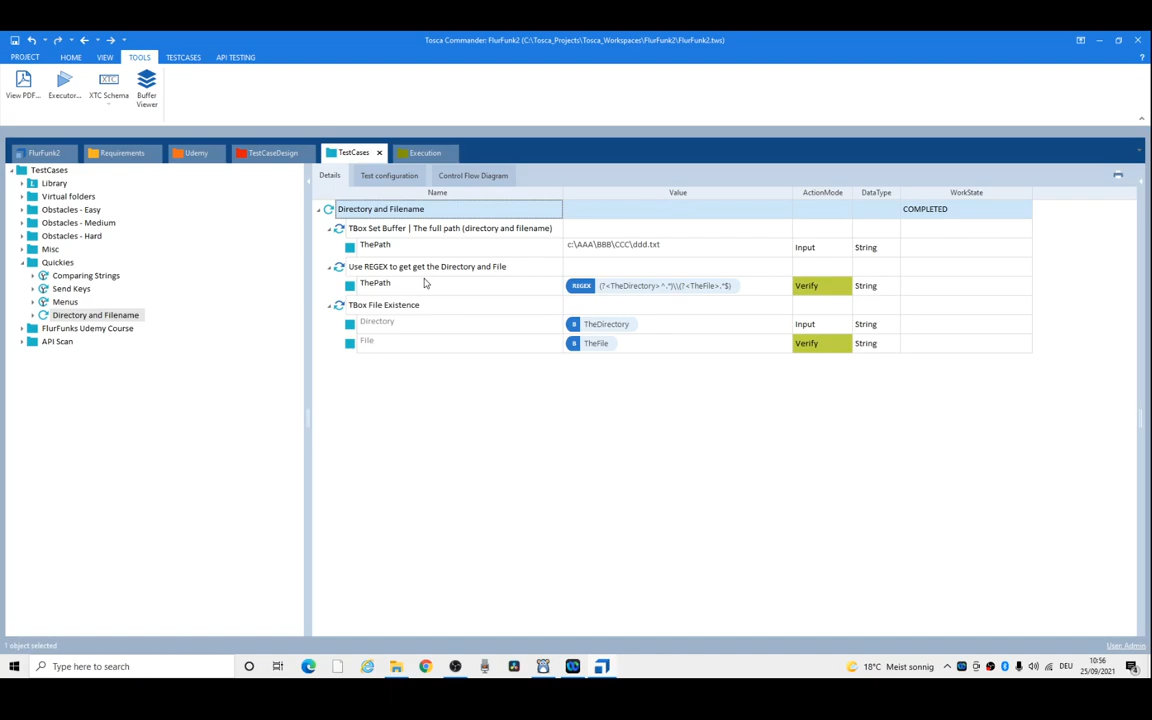 Tosca Commander: FlurFunk2 (C:\Tosca_Projects\Tosca_Workspaces\FlurFunk2\FlurFunk2.tws)
PROJECT HOME VIEW TOOLS TESTCASES API TESTING ?
View PDF... Executor... XTC Schema Buffer Viewer
FlurFunk2 Requirements Udemy TestCaseDesign TestCases Execution
TestCases
Library
Virtual folders
Obstacles - Easy
Obstacles - Medium
Obstacles - Hard
Misc
Quickies
Comparing Strings
Send Keys
Menus
Directory and Filename
FlurFunks Udemy Course
API Scan
Details Test configuration Control Flow Diagram
Name Value ActionMode DataType WorkState
Directory and Filename COMPLETED
TBox Set Buffer | The full path (directory and filename)
ThePath c:\AAA\BBB\CCC\ddd.txt Input String
Use REGEX to get get the Directory and File
ThePath REGEX (?<TheDirectory>^.*)\\(?<TheFile>.*$) Verify String
TBox File Existence
Directory B TheDirectory Input String
File B TheFile Verify String
1 object selected User Admin
Type here to search 18°C Meist sonnig DEU 10:56
25/09/2021 4